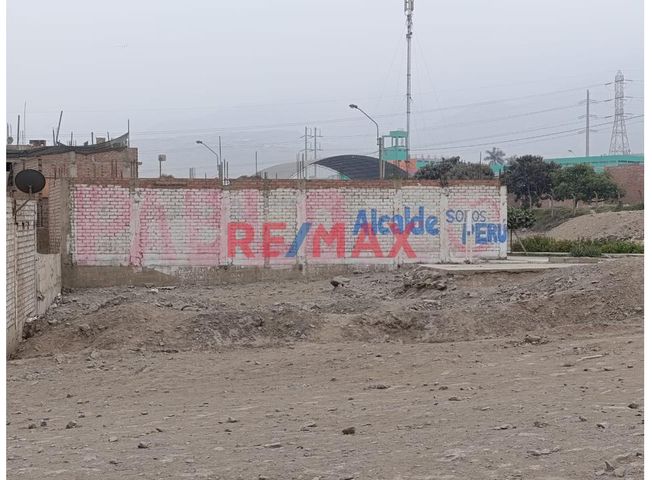 Alcalde
SOMOS
PERU
RE/MAX